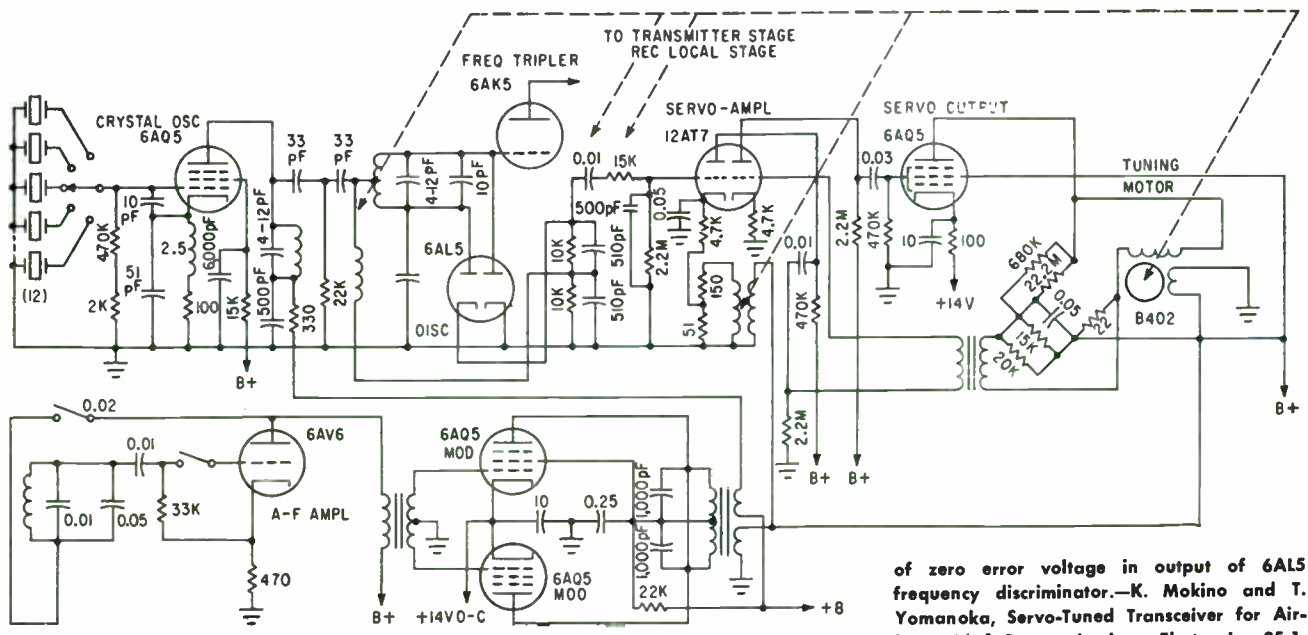 TO TRANSMITTER STAGE
REC LOCAL STAGE
FREQ TRIPLER
6AK5
CRYSTAL OSC
6AQ5
33
pF
33
pF
SERVO-AMPL
12AT7
SERVO OUTPUT
6AQ5
TUNING
MOTOR
(12)
10
pF
470K
2K
51
pF
2.5
100
6,000pF
15K
B+
4-12PF
500pF
330
22K
4-12PF
10pF
6AL5
DISC
0.01
15K
500pF
10K
10K
510pF
510pF
2.2M
0.05
4.7K
4.7K
150
51
0.01
470K
2.2M
B+
0.03
2.2M
470K
B+
10
100
+14V
680K
22.2M
0.05
15K
20K
22
B402
B+
0.02
6AV6
0.01
0.01
0.05
33K
A-F AMPL
470
B+
6AQ5
MOD
10
0.25
6AQ5
MOD
+14V D-C
1,000pF
1,000pF
22K
+B
of zero error voltage in output of 6AL5
frequency discriminator.—K. Mokino and T.
Yomanoka, Servo-Tuned Transceiver for Air-